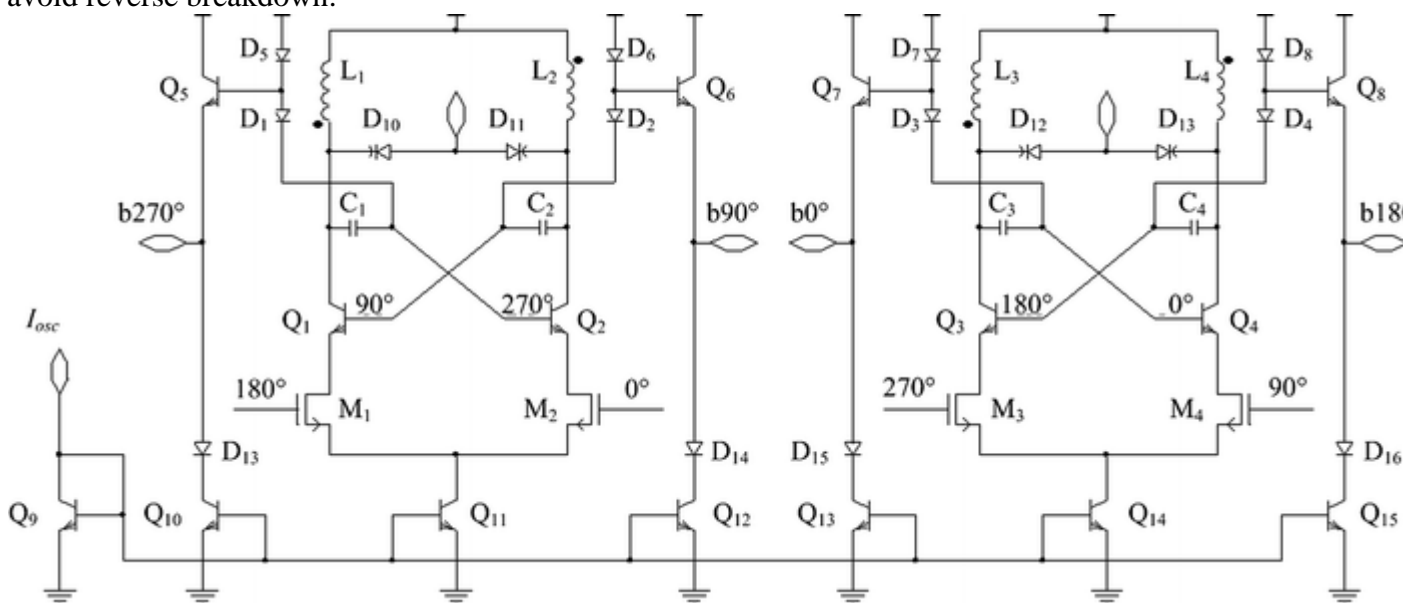 avoid reverse breakdown.
D5 L1 L2 D6 D7 L3 L4 D8
Q5 Q6 Q7 Q8
D1 D10 D11 D2 D3 D12 D13 D4
C1 C2 C3 C4
b270° b90° b0° b180
90° 270° 180° 0°
Iosc Q1 Q2 Q3 Q4
180° 0° 270° 90°
M1 M2 M3 M4
D13 D14 D15 D16
Q9 Q10 Q11 Q12 Q13 Q14 Q15